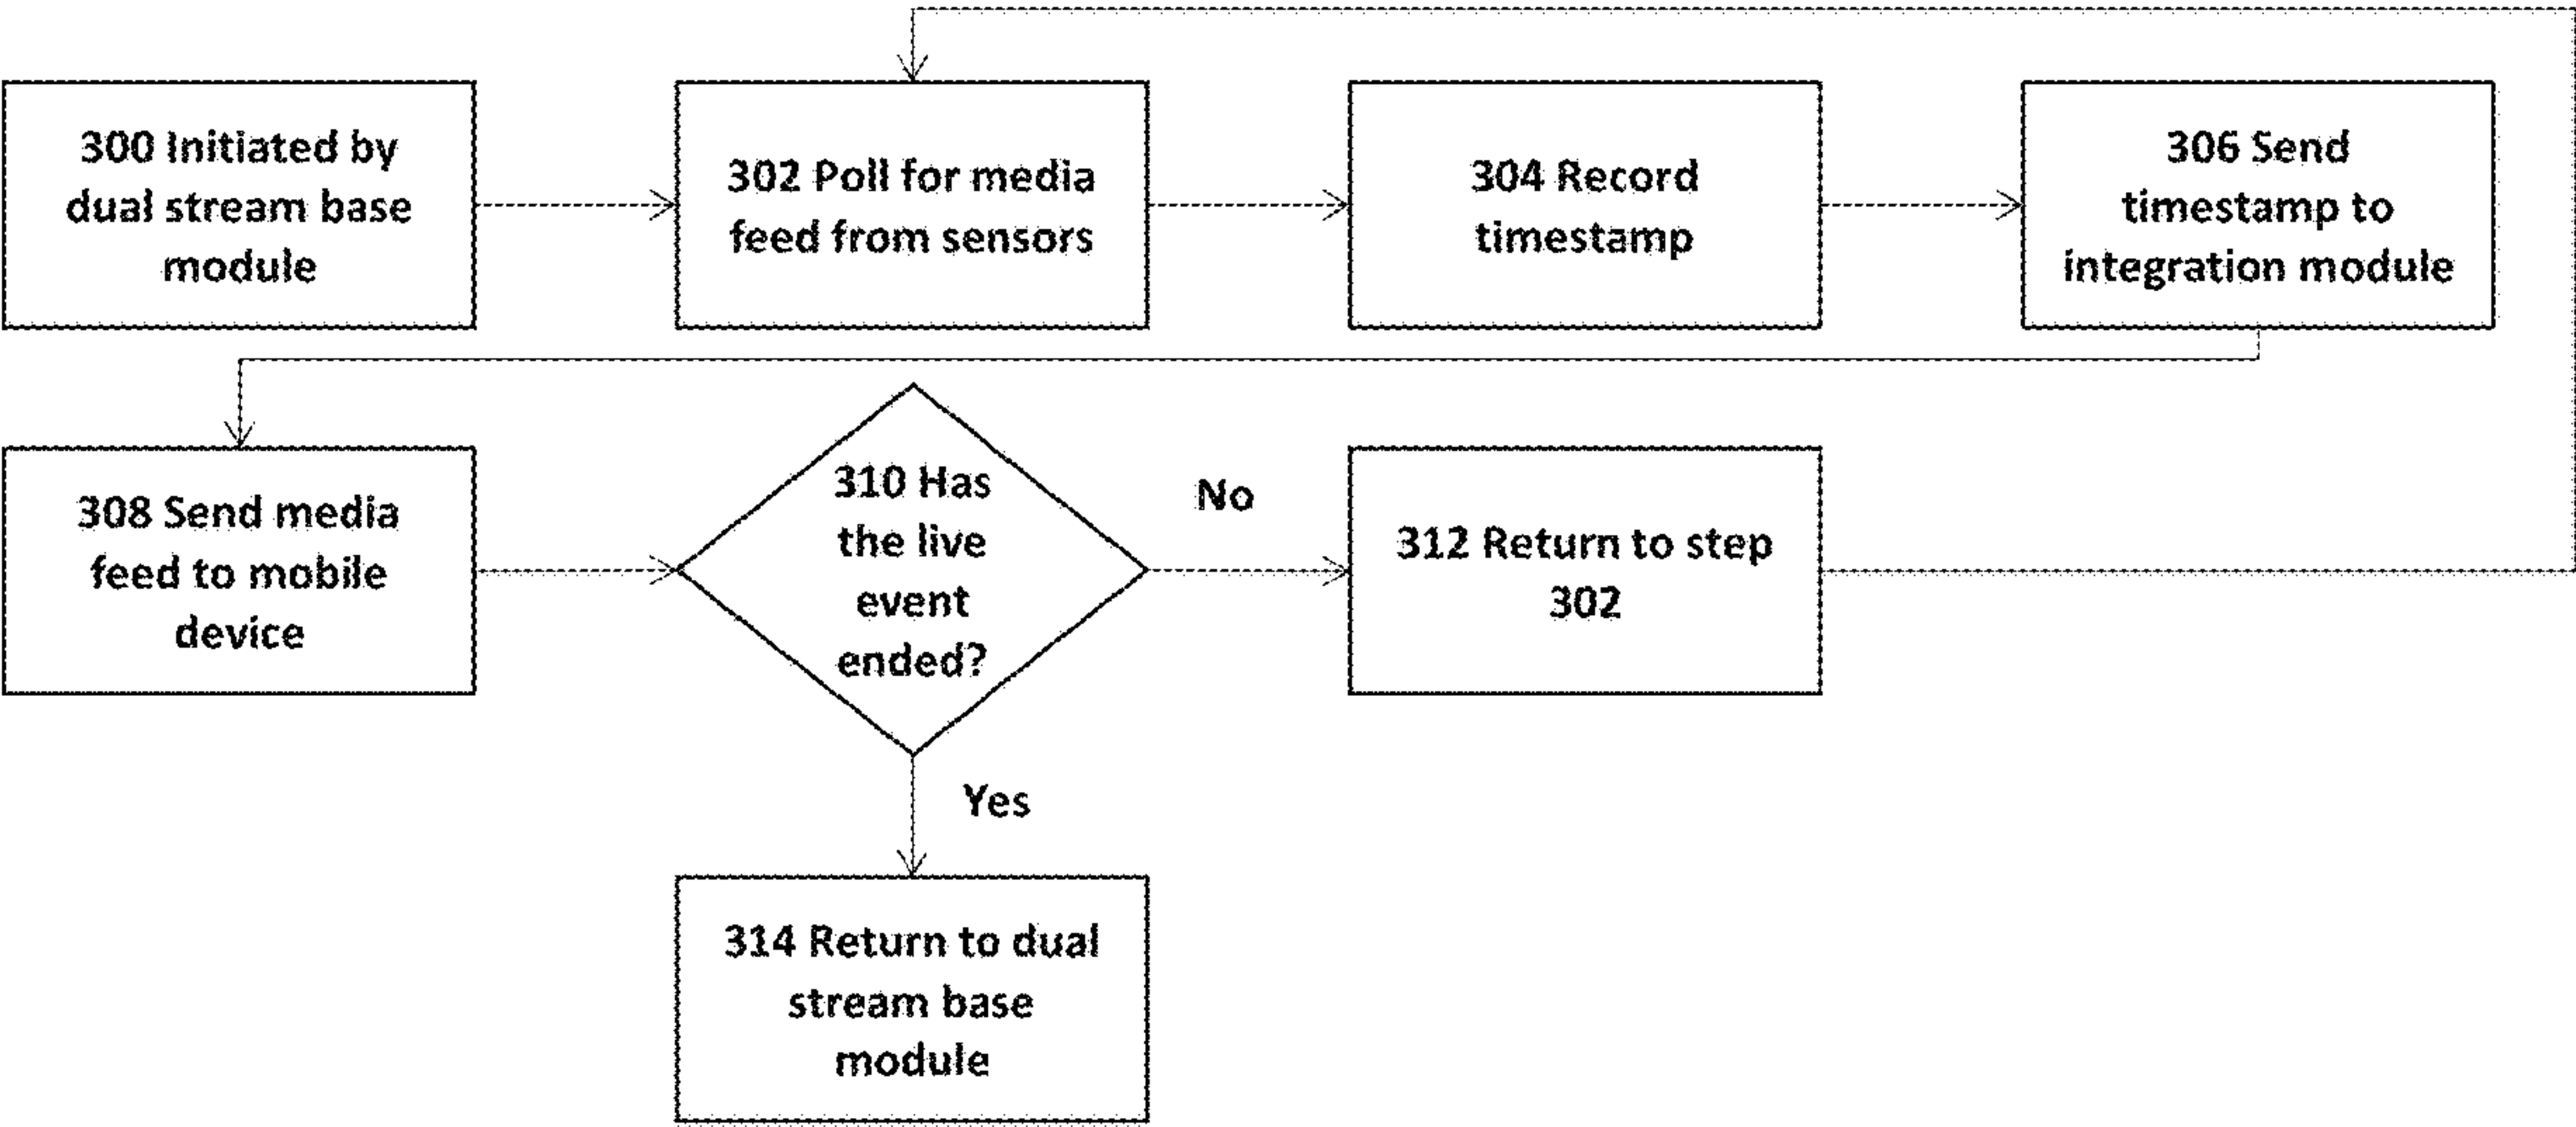 300 Initiated by
dual stream base
module
302 Poll for media
feed from sensors
304 Record
timestamp
306 Send
timestamp to
integration module
308 Send media
feed to mobile
device
310 Has
the live
event
ended?
No
312 Return to step
302
Yes
314 Return to dual
stream base
module